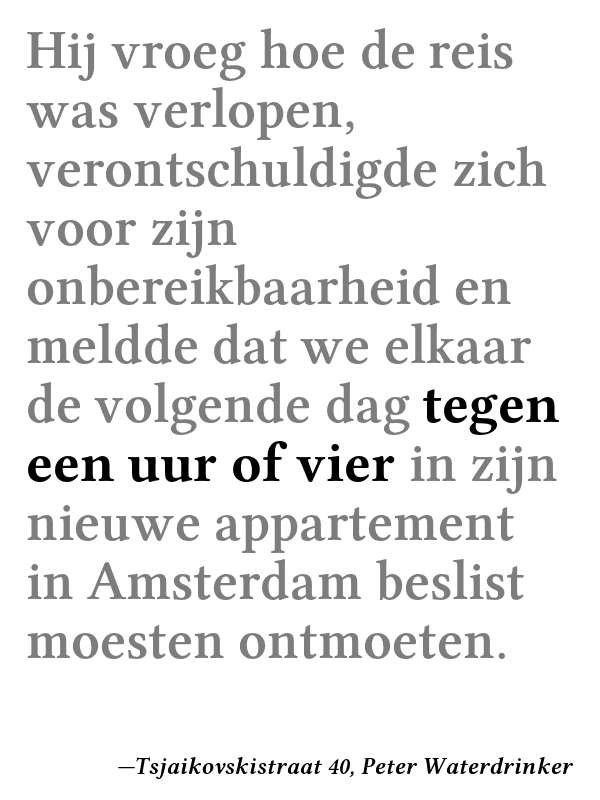 Hij vroeg hoe de reis
was verlopen,
verontschuldigde zich
voor zijn
onbereikbaarheid en
meldde dat we elkaar
de volgende dag tegen
een uur of vier in zijn
nieuwe appartement
in Amsterdam beslist
moesten ontmoeten.
—Tsjaikovskistraat 40, Peter Waterdrinker